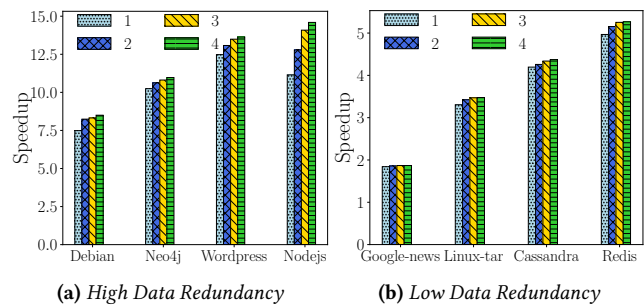 15.0
12.5
10.0
7.5
5.0
2.5
0.0
Speedup
1 3
2 4
Debian Neo4j Wordpress Nodejs
(a) High Data Redundancy
5
4
3
2
1
0
Speedup
1 3
2 4
Google-news Linux-tar Cassandra Redis
(b) Low Data Redundancy